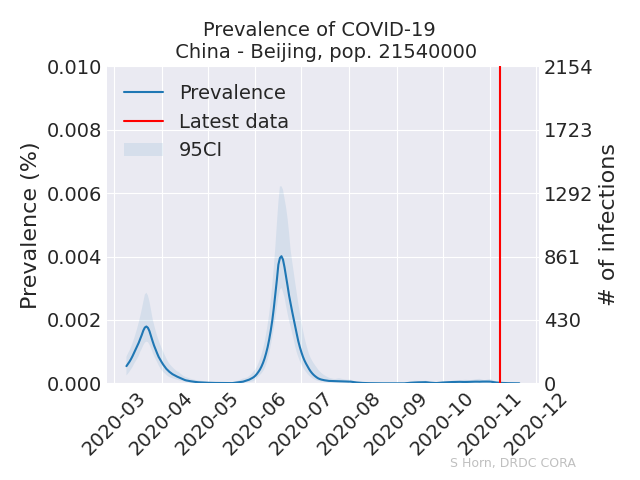 Prevalence of COVID-19
China - Beijing, pop. 21540000
0.010
0.008
0.006
0.004
0.002
0.000
Prevalence (%)
Prevalence
Latest data
95CI
2154
1723
1292
861
430
0
# of infections
2020-03
2020-04
2020-05
2020-06
2020-07
2020-08
2020-09
2020-10
2020-11
2020-12
S Horn, DRDC CORA